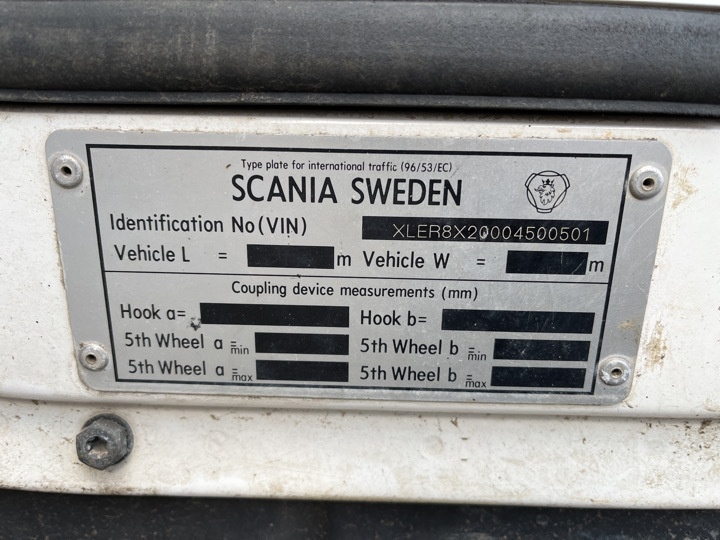 Type plate for international traffic (96/53/EC)
SCANIA SWEDEN
Identification No (VIN) XLER8X20004500501
Vehicle L = m Vehicle W = m
Coupling device measurements (mm)
Hook a= Hook b=
5th Wheel a = min 5th Wheel b = min
5th Wheel a = max 5th Wheel b = max